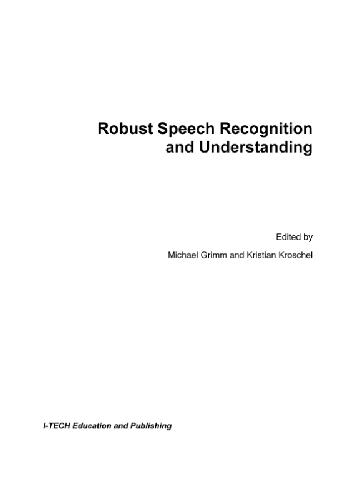 Robust Speech Recognition
and Understanding
Edited by
Michael Grimm and Kristian Kroschel
I-TECH Education and Publishing